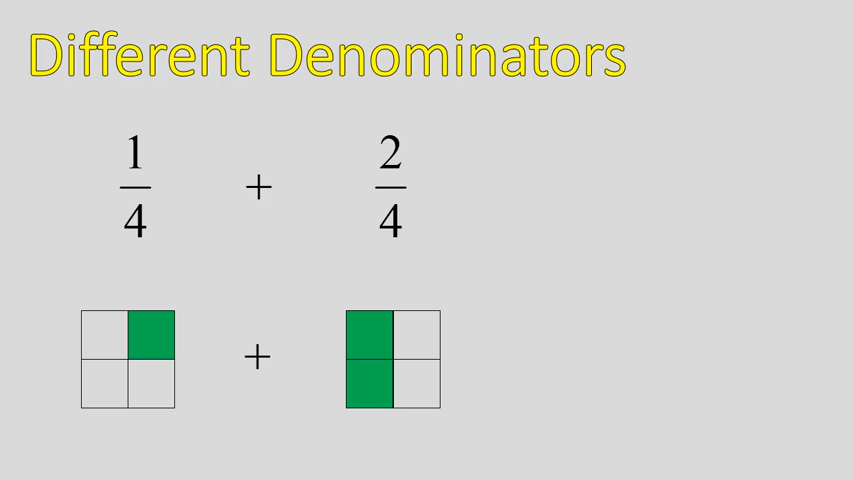 Different Denominators
1/4 + 2/4
+